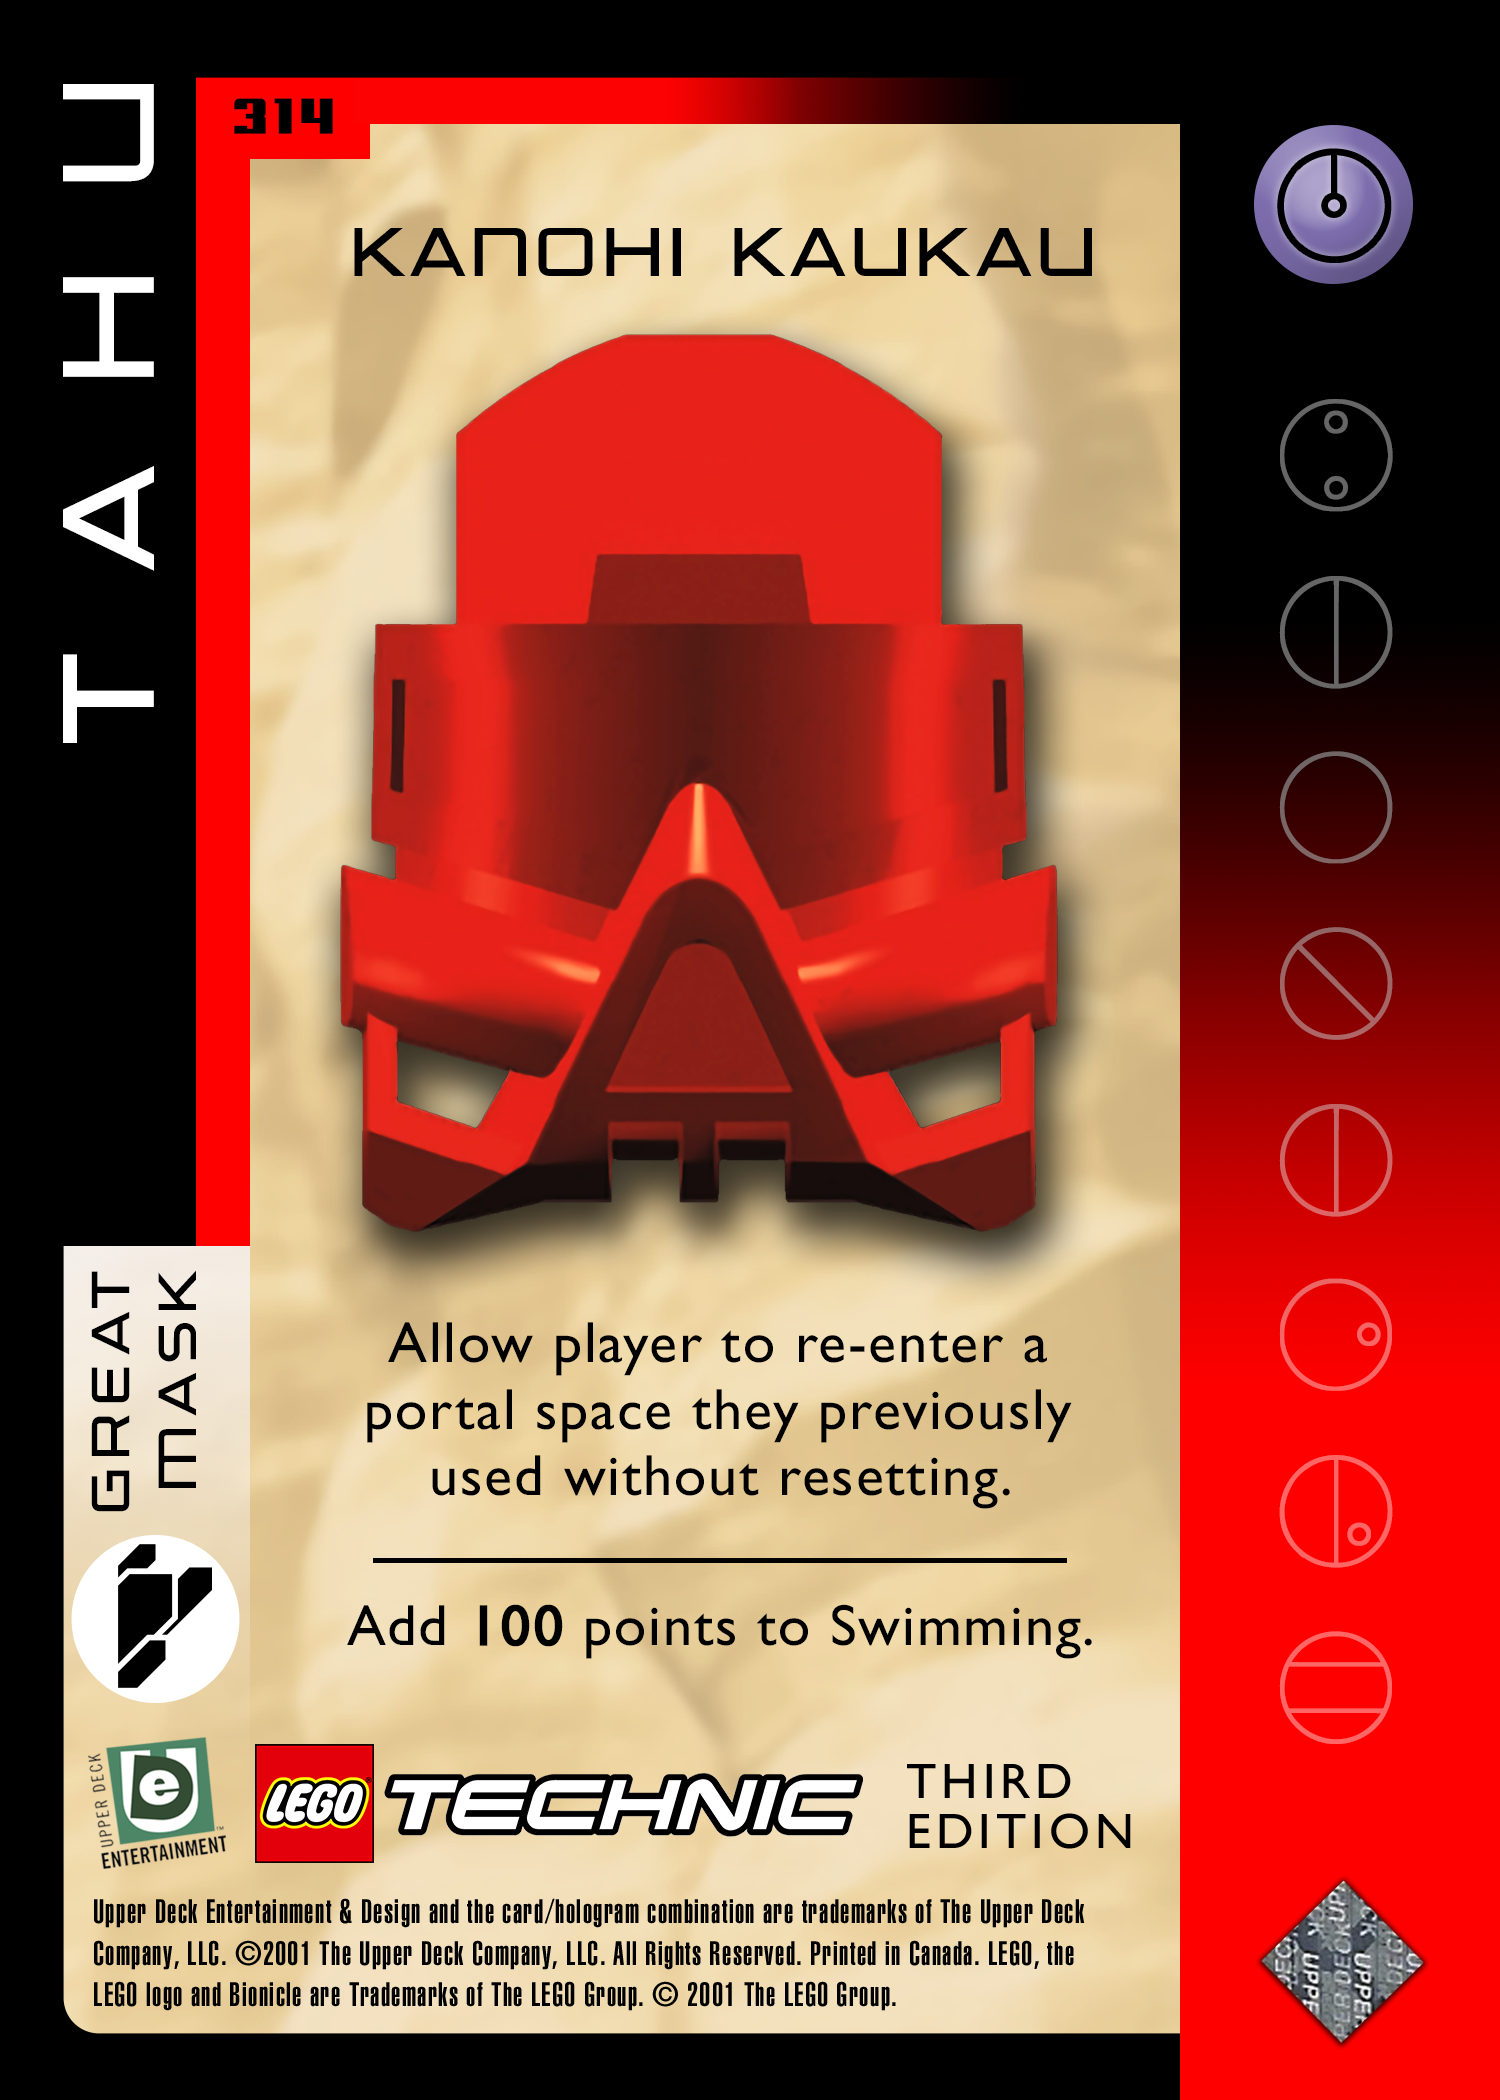 TAHU
314
KANOHI KAUKAU
Allow player to re-enter a
portal space they previously
used without resetting.
Add 100 points to Swimming.
GREAT
MASK
UPPER DECK
e
ENTERTAINMENT™
LEGO
TECHNIC
THIRD
EDITION
Upper Deck Entertainment & Design and the card/hologram combination are trademarks of The Upper Deck
Company, LLC. ©2001 The Upper Deck Company, LLC. All Rights Reserved. Printed in Canada. LEGO, the
LEGO logo and Bionicle are Trademarks of The LEGO Group. © 2001 The LEGO Group.